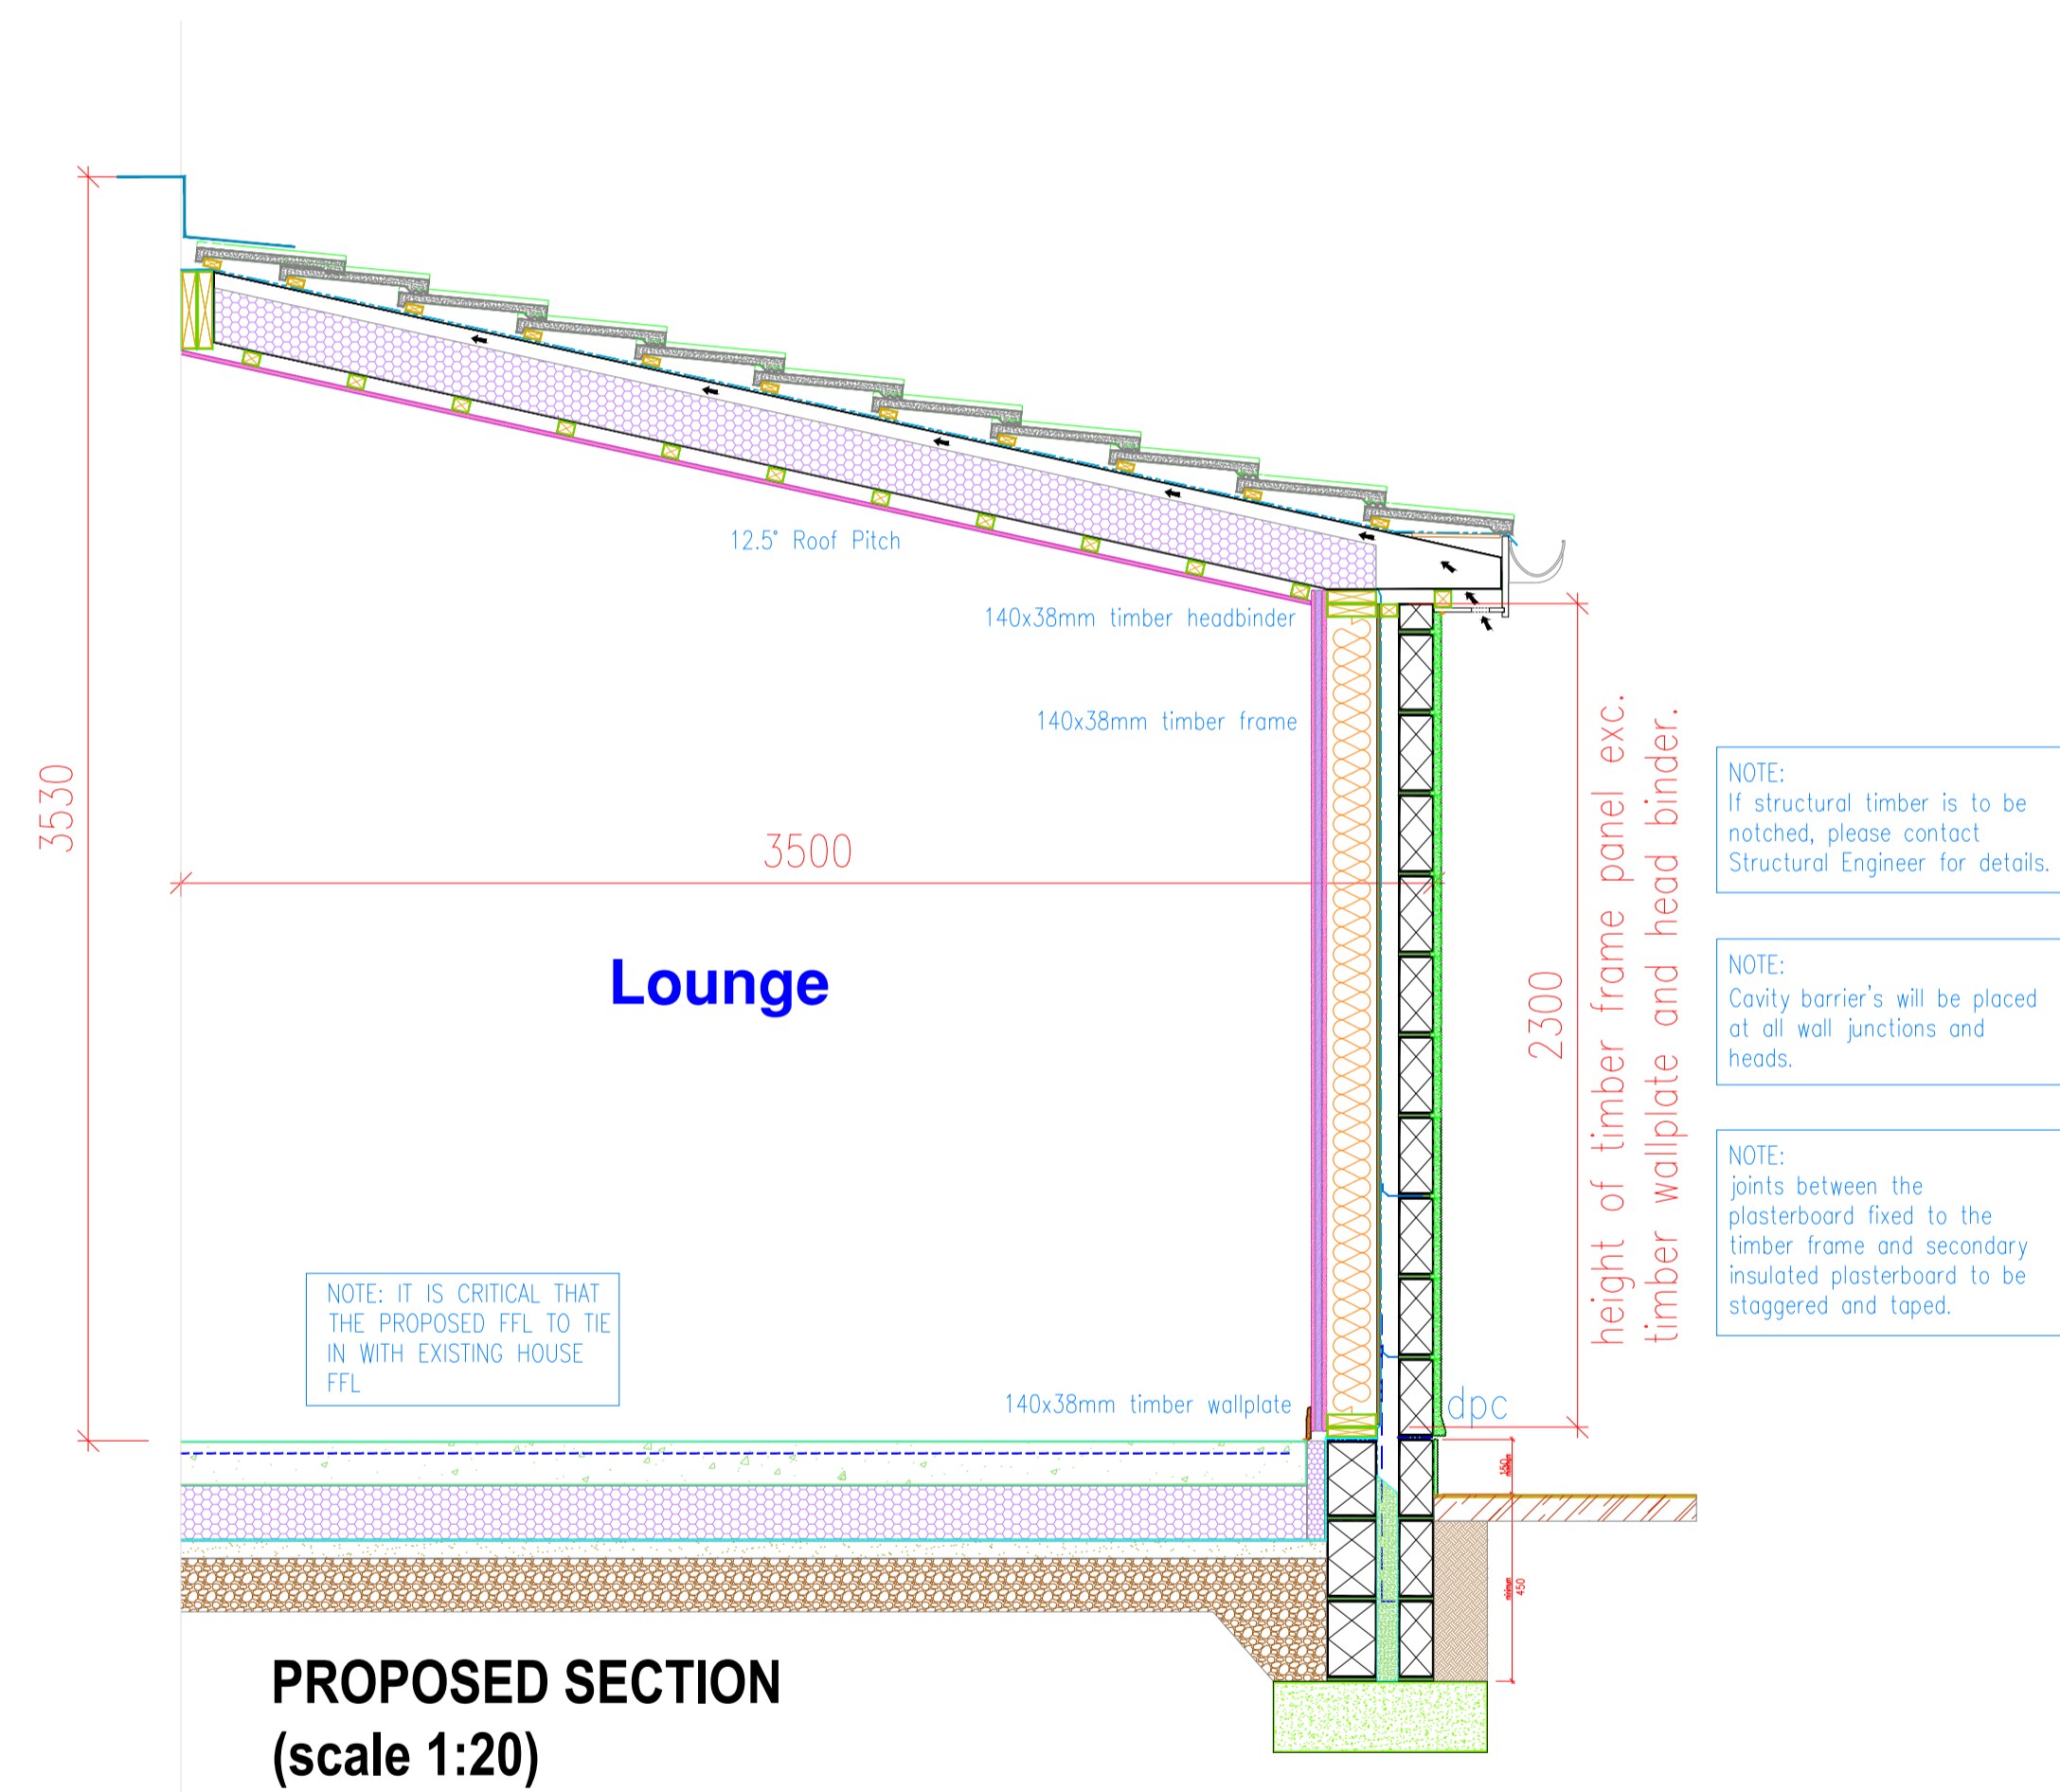 12.5° Roof Pitch
140x38mm timber headbinder
140x38mm timber frame
3530
3500
Lounge
2300
height of timber frame panel exc.
timber wallplate and head binder.
NOTE:
If structural timber is to be
notched, please contact
Structural Engineer for details.
NOTE:
Cavity barrier's will be placed
at all wall junctions and
heads.
NOTE:
joints between the
plasterboard fixed to the
timber frame and secondary
insulated plasterboard to be
staggered and taped.
NOTE: IT IS CRITICAL THAT
THE PROPOSED FFL TO TIE
IN WITH EXISTING HOUSE
FFL
140x38mm timber wallplate
dpc
150
minimum
450
PROPOSED SECTION
(scale 1:20)